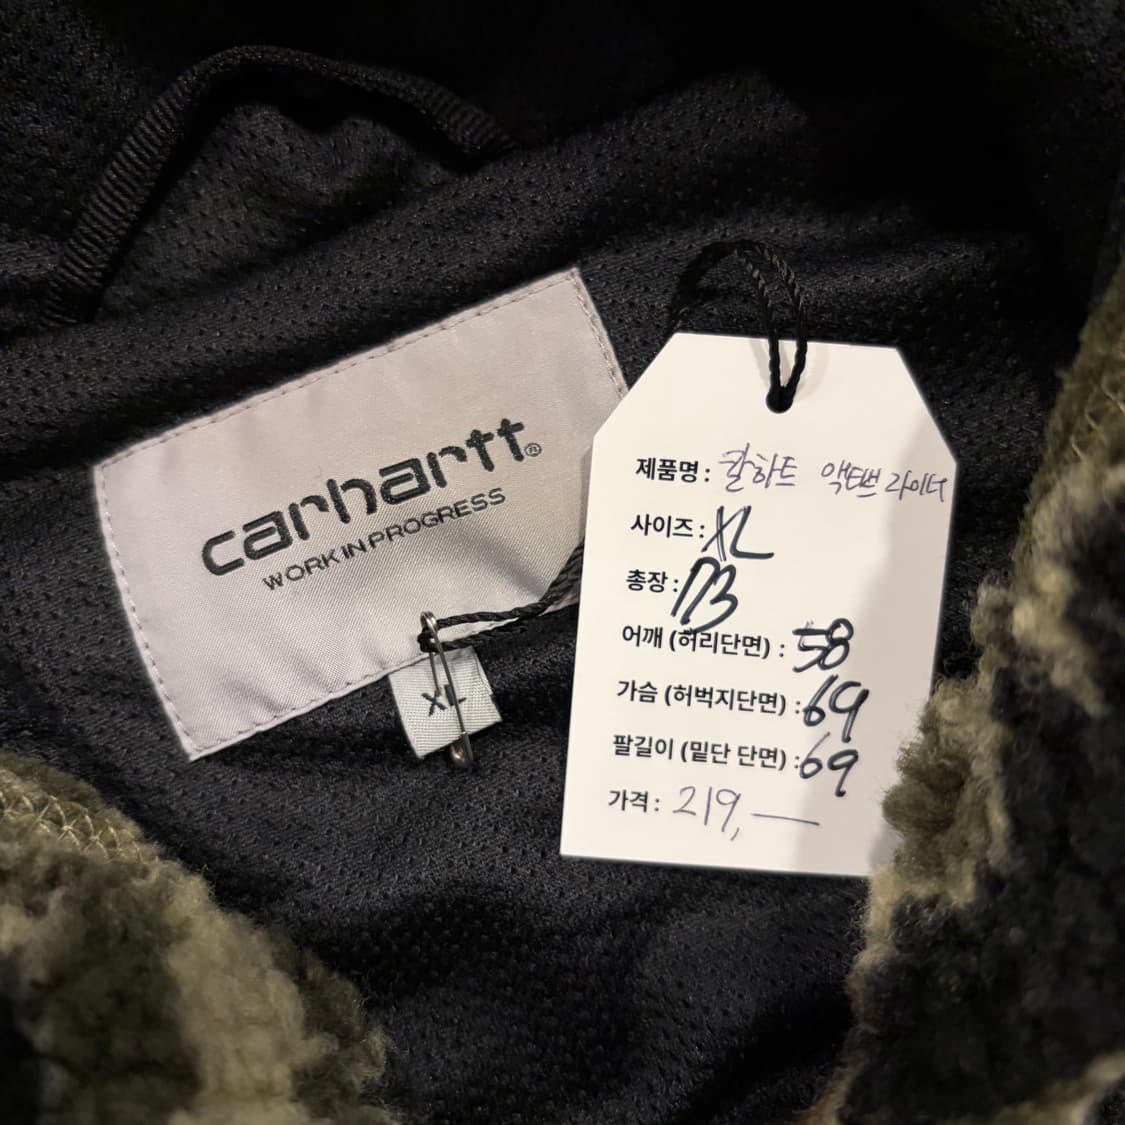 carhartt®
WORK IN PROGRESS
XL
제품명 : 칼하트 액티브 라이터
사이즈 : XL
총장 : 73
어깨 (허리단면) : 58
가슴 (허벅지단면) : 69
팔길이 (밑단 단면) : 69
가격 : 219,—